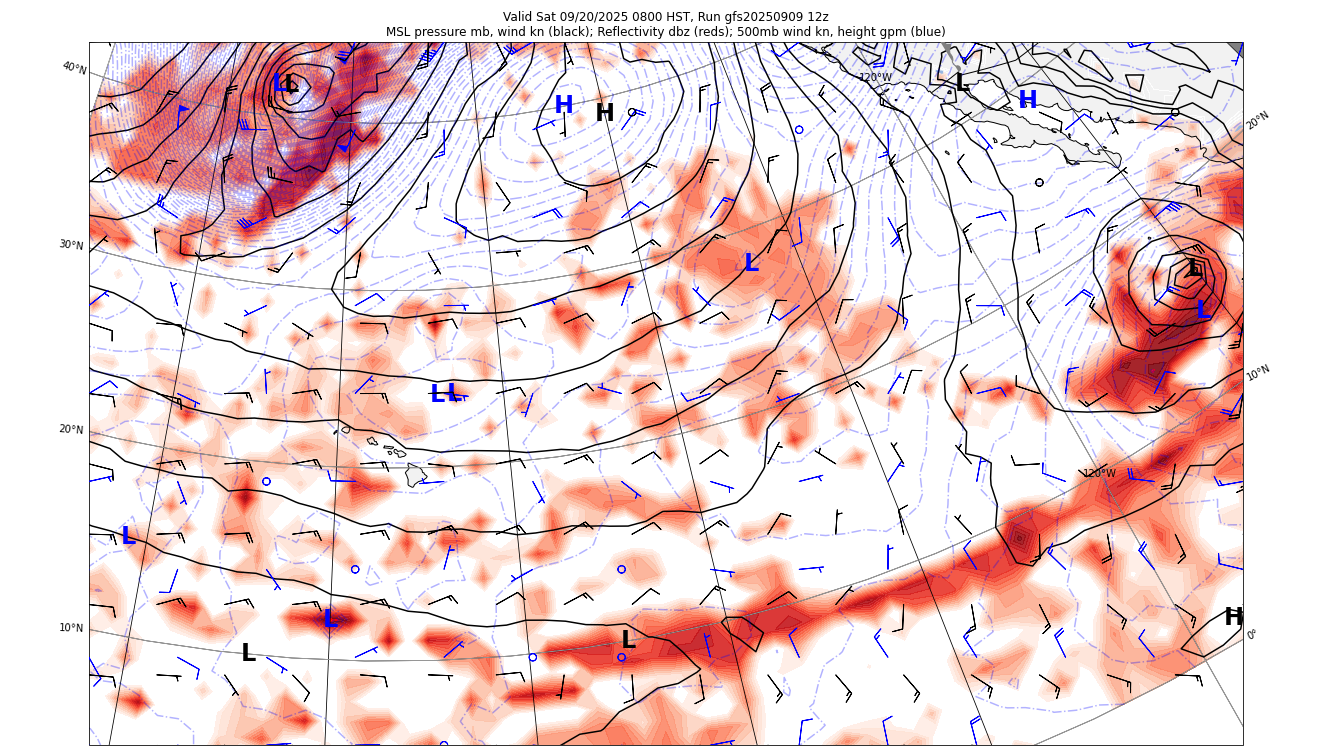 Valid Sat 09/20/2025 0800 HST, Run gfs20250909 12z
MSL pressure mb, wind kn (black); Reflectivity dbz (reds); 500mb wind kn, height gpm (blue)
40°N
L
L
H
H
120°W
L
H
20°N
30°N
L
L
L
10°N
L
L
20°N
120°W
L
10°N
L
L
L
H
0°